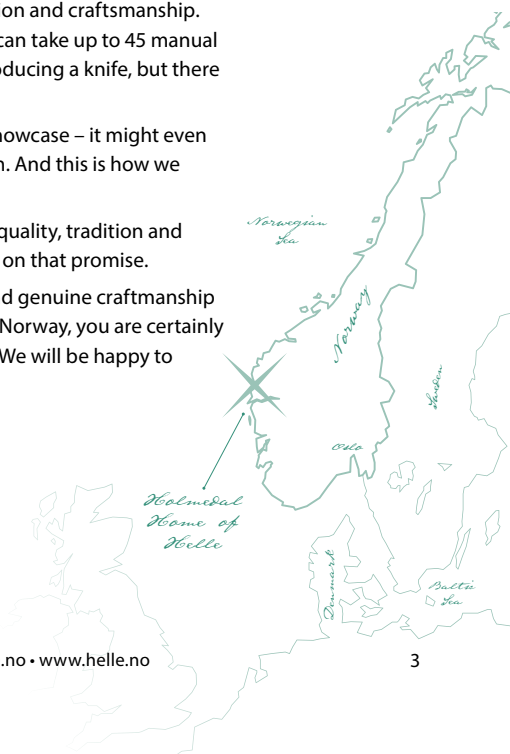 ion and craftsmanship.
can take up to 45 manual
oducing a knife, but there
howcase – it might even
n. And this is how we
quality, tradition and
on that promise.
d genuine craftmanship
Norway, you are certainly
We will be happy to
Norwegian
Sea
Norway
Sweden
Oslo
Holmedal
Home of
Helle
Denmark
Baltic
Sea
.no • www.helle.no
3